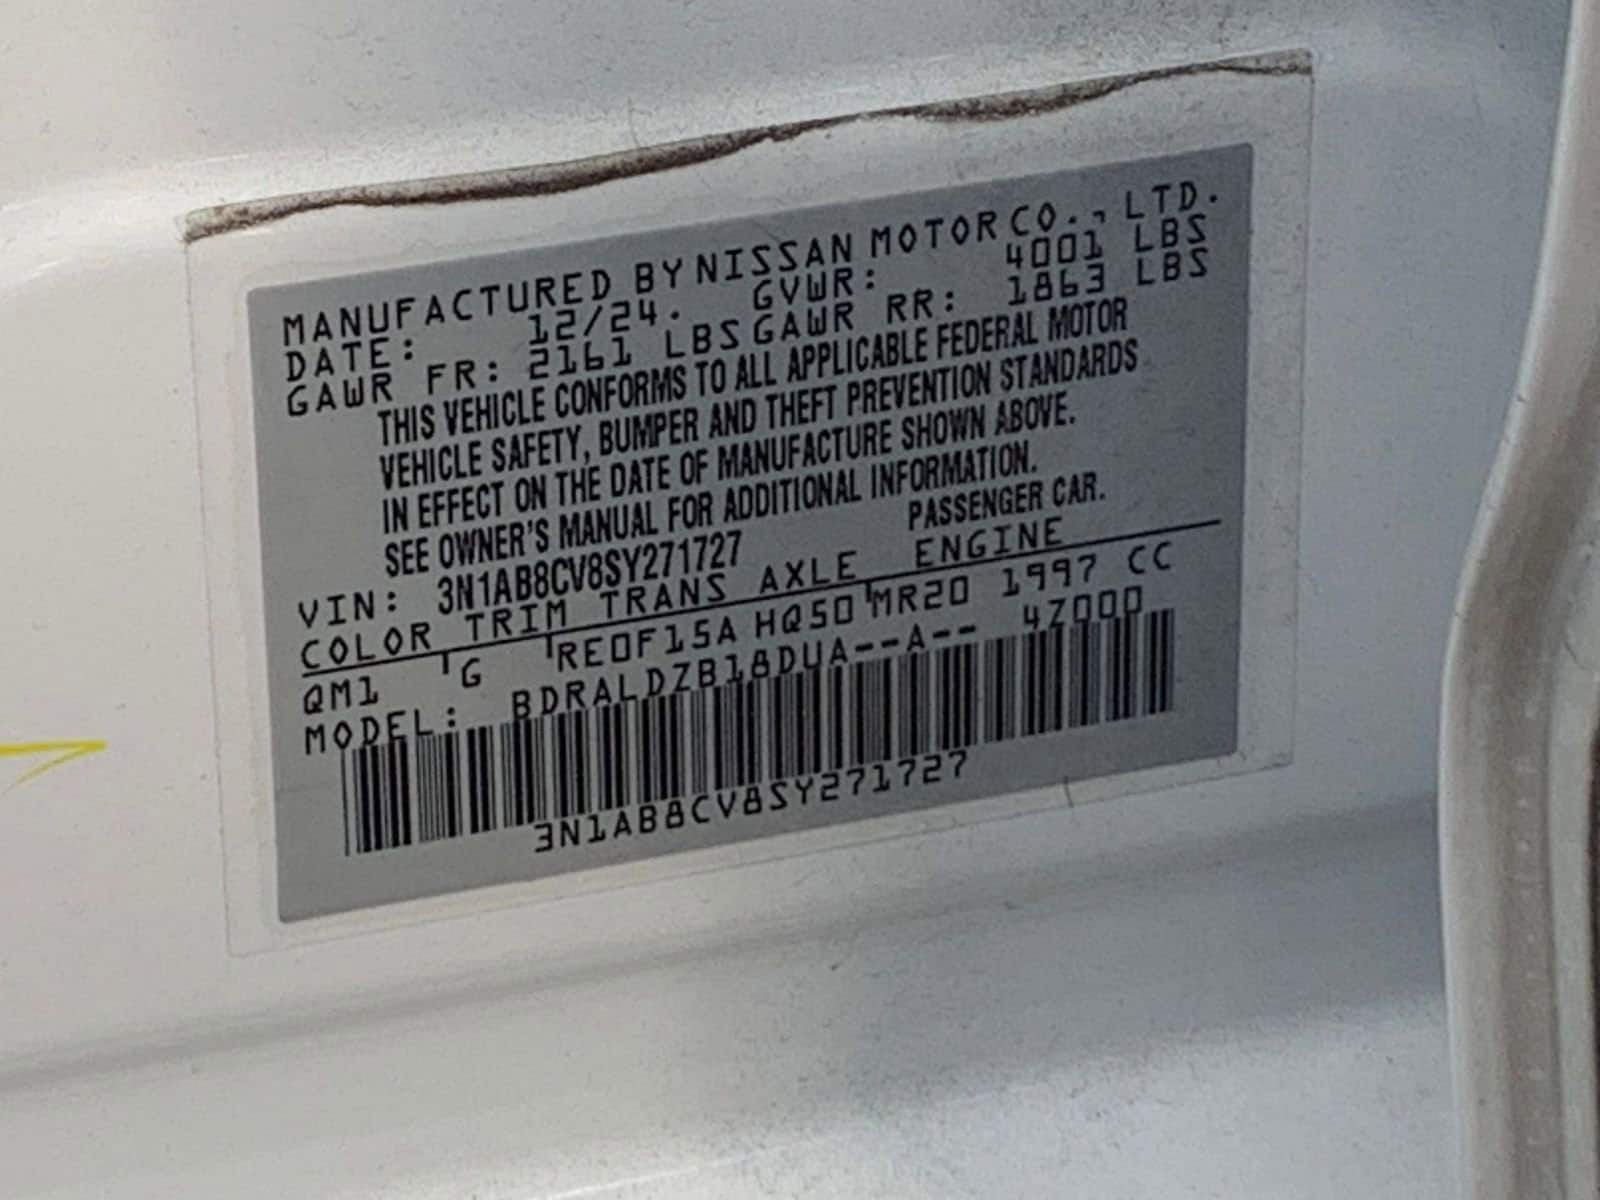 MANUFACTURED BY NISSAN MOTOR CO., LTD.
DATE: 12/24. GVWR: 4001 LBS
GAWR FR: 2161 LBS GAWR RR: 1863 LBS
THIS VEHICLE CONFORMS TO ALL APPLICABLE FEDERAL MOTOR
VEHICLE SAFETY, BUMPER AND THEFT PREVENTION STANDARDS
IN EFFECT ON THE DATE OF MANUFACTURE SHOWN ABOVE.
SEE OWNER'S MANUAL FOR ADDITIONAL INFORMATION.
VIN: 3N1AB8CV8SY271727 PASSENGER CAR.
COLOR TRIM TRANS AXLE ENGINE
QM1 G RE0F15A HQ50 MR20 1997 CC
MODEL: BDRALDZB18DUA--A-- 4Z000
3N1AB8CV8SY271727